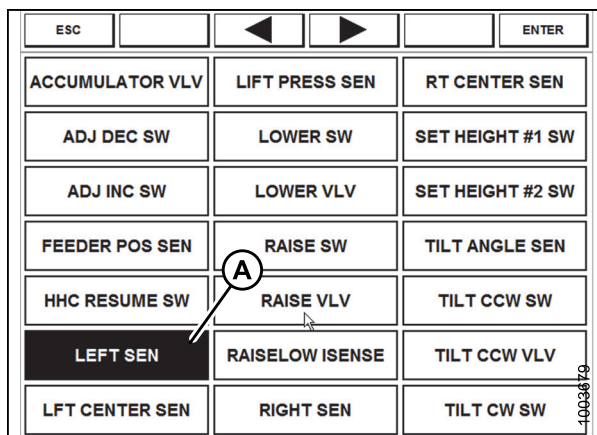 ESC ENTER
ACCUMULATOR VLV LIFT PRESS SEN RT CENTER SEN
ADJ DEC SW LOWER SW SET HEIGHT #1 SW
ADJ INC SW LOWER VLV SET HEIGHT #2 SW
FEEDER POS SEN RAISE SW TILT ANGLE SEN
A
HHC RESUME SW RAISE VLV TILT CCW SW
LEFT SEN RAISELOW ISENSE TILT CCW VLV
LFT CENTER SEN RIGHT SEN TILT CW SW
1003679